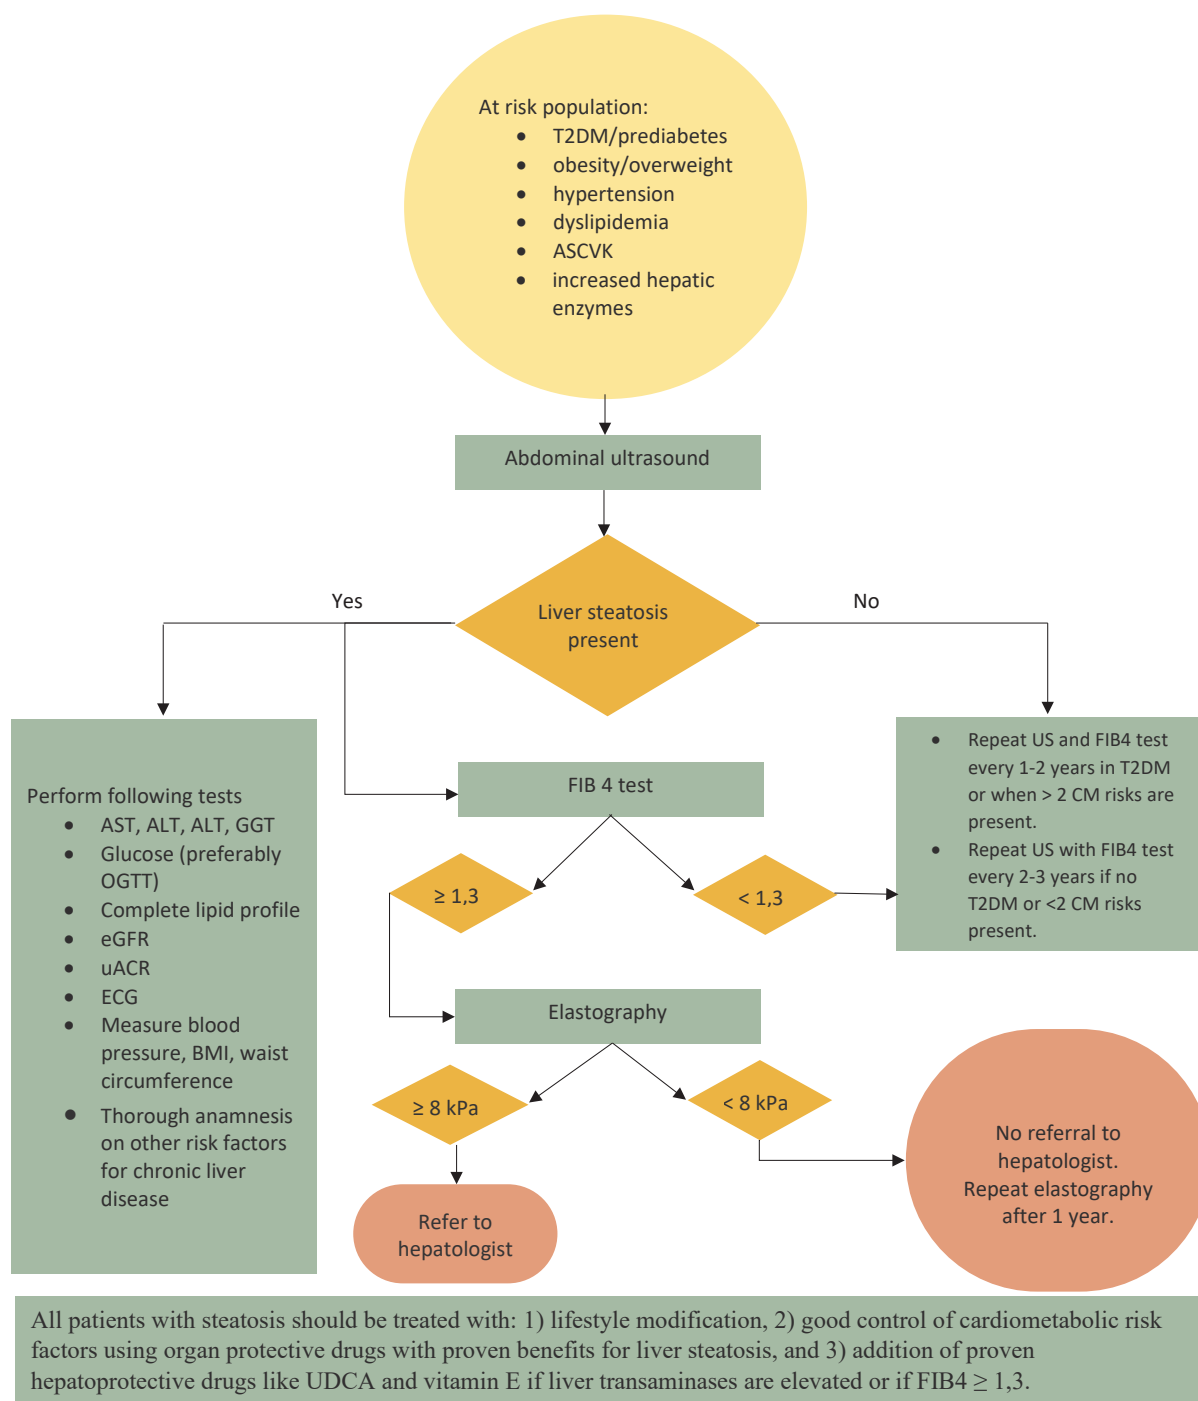 At risk population:
• T2DM/prediabetes
• obesity/overweight
• hypertension
• dyslipidemia
• ASCVK
• increased hepatic
enzymes
Abdominal ultrasound
Liver steatosis
present
Yes
No
Perform following tests
• AST, ALT, ALT, GGT
• Glucose (preferably
OGTT)
• Complete lipid profile
• eGFR
• uACR
• ECG
• Measure blood
pressure, BMI, waist
circumference
• Thorough anamnesis
on other risk factors
for chronic liver
disease
FIB 4 test
≥ 1,3
< 1,3
• Repeat US and FIB4 test
every 1-2 years in T2DM
or when > 2 CM risks are
present.
• Repeat US with FIB4 test
every 2-3 years if no
T2DM or <2 CM risks
present.
Elastography
≥ 8 kPa
< 8 kPa
Refer to
hepatologist
No referral to
hepatologist.
Repeat elastography
after 1 year.
All patients with steatosis should be treated with: 1) lifestyle modification, 2) good control of cardiometabolic risk
factors using organ protective drugs with proven benefits for liver steatosis, and 3) addition of proven
hepatoprotective drugs like UDCA and vitamin E if liver transaminases are elevated or if FIB4 ≥ 1,3.